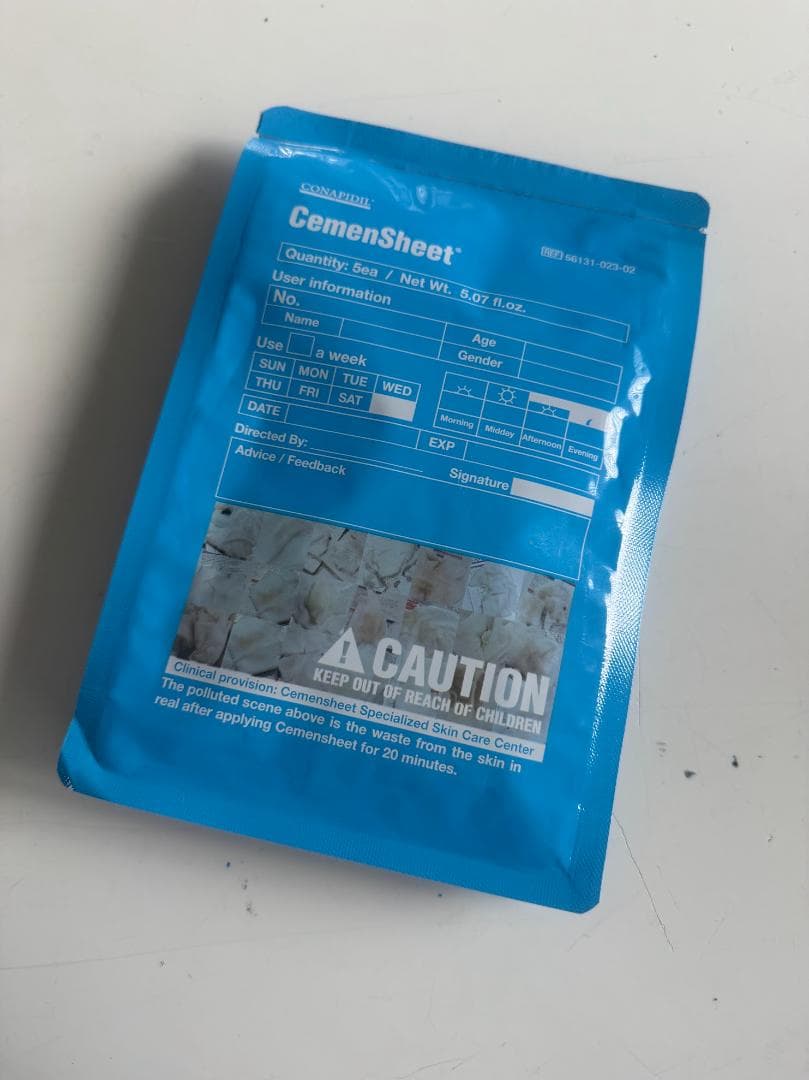 CONAPIDIL
CemenSheet™
REF 56131-023-02
Quantity: 5ea / Net Wt. 5.07 fl.oz.
User information
No.
Name
Age
Gender
Use a week
SUN MON TUE WED
THU FRI SAT
Morning Midday Afternoon Evening
DATE
EXP
Directed By:
Signature
Advice / Feedback
CAUTION
KEEP OUT OF REACH OF CHILDREN
Clinical provision: Cemensheet Specialized Skin Care Center
The polluted scene above is the waste from the skin in
real after applying Cemensheet for 20 minutes.